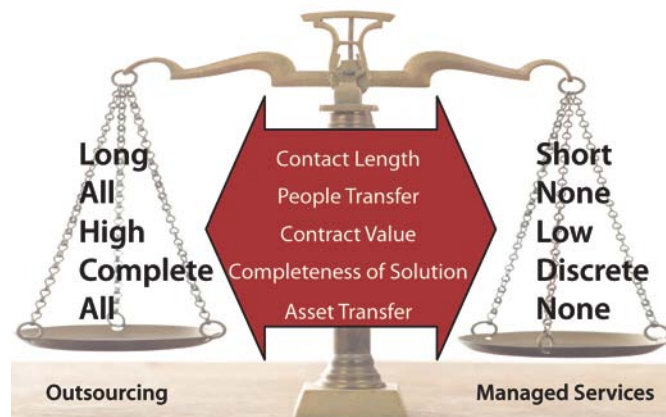 Long Contact Length Short
All People Transfer None
High Contract Value Low
Complete Completeness of Solution Discrete
All Asset Transfer None
Outsourcing Managed Services